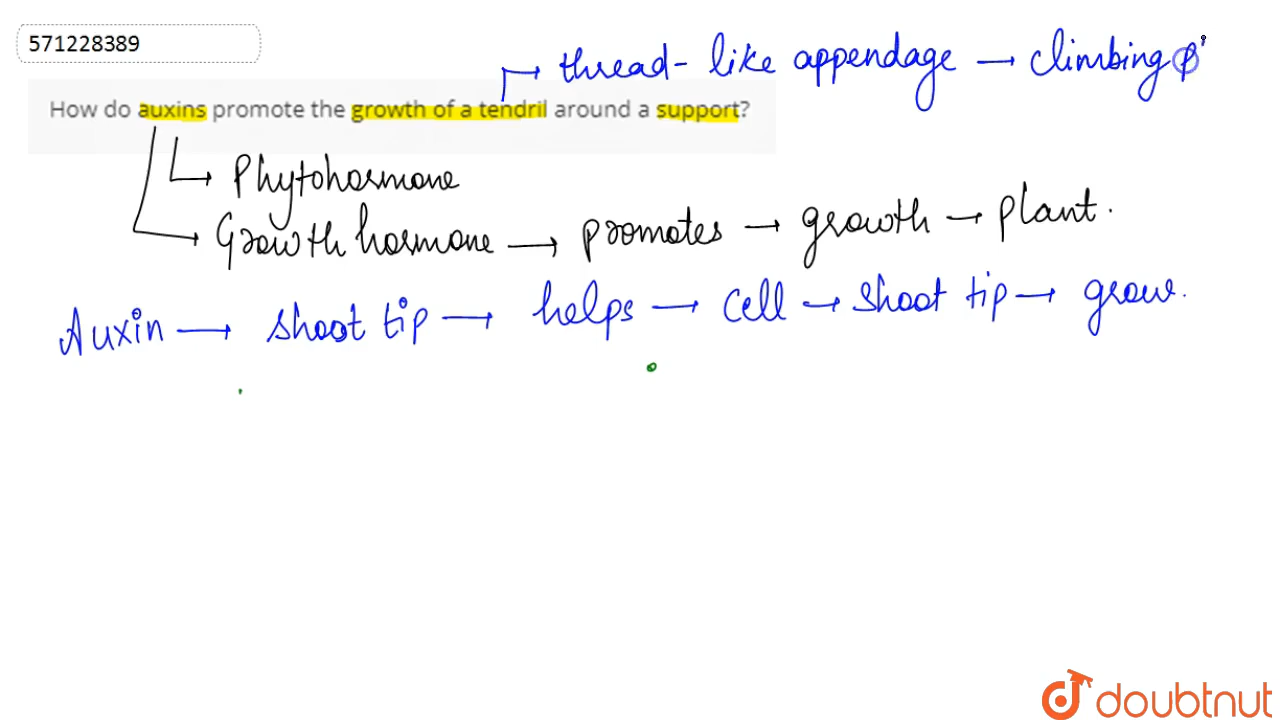 571228389
thread-like appendage → climbing
How do auxins promote the growth of a tendril around a support?
→ Phytohormone
→ Growth hormone → promotes → growth → plant.
Auxin → shoot tip → helps → cell → shoot tip → grow.
doubtnut